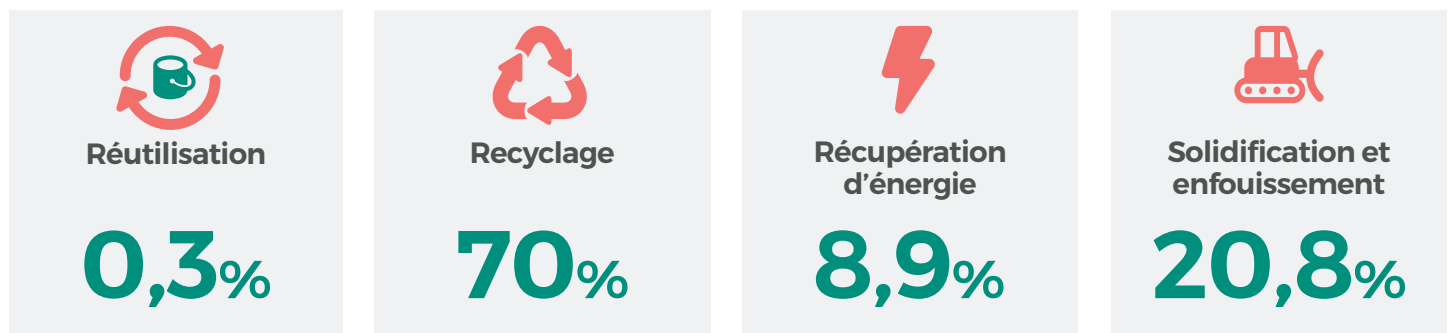 Réutilisation
0,3%
Recyclage
70%
Récupération
d’énergie
8,9%
Solidification et
enfouissement
20,8%